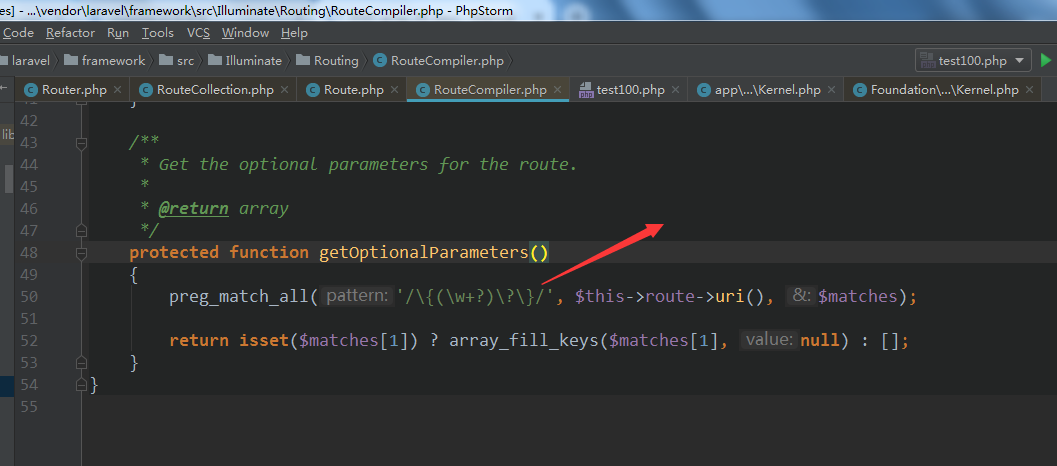 es] - ...\vendor\laravel\framework\src\Illuminate\Routing\RouteCompiler.php - PhpStorm
Code Refactor Run Tools VCS Window Help
laravel framework src Illuminate Routing RouteCompiler.php test100.php
Router.php RouteCollection.php Route.php RouteCompiler.php test100.php app\...\Kernel.php Foundation\...\Kernel.php
lib
41 }
42
43 /**
44 * Get the optional parameters for the route.
45 *
46 * @return array
47 */
48 protected function getOptionalParameters()
49 {
50 preg_match_all( pattern: '/\{(\w+?)\?\}/', $this->route->uri(), &: $matches);
51
52 return isset($matches[1]) ? array_fill_keys($matches[1], value: null) : [];
53 }
54 }
55